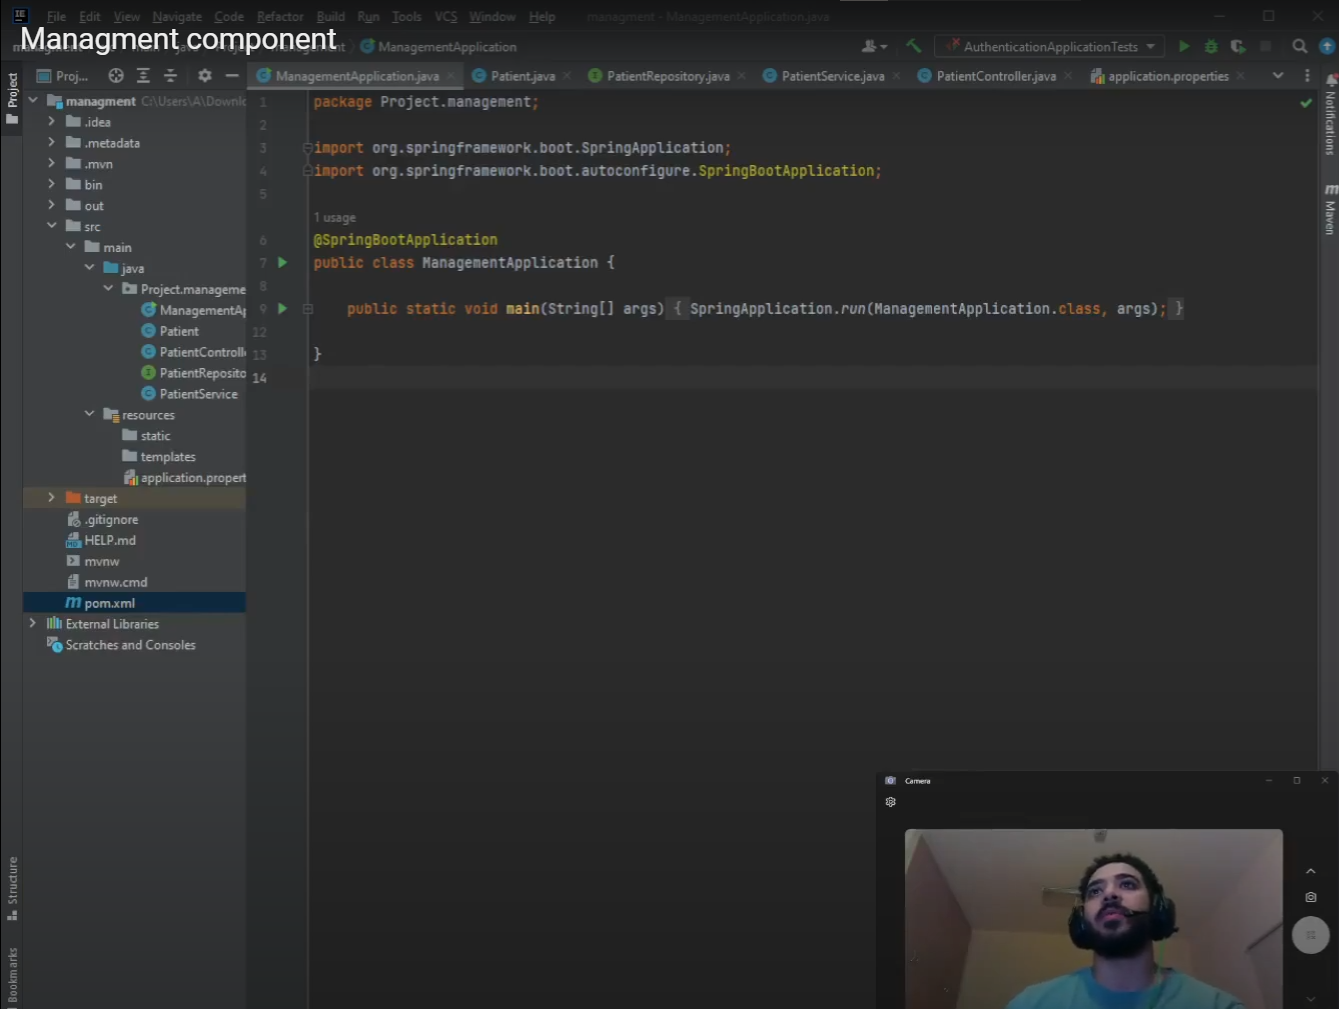 File Edit View Navigate Code Refactor Build Run Tools VCS Window Help managment - ManagementApplication.java
Managment component
ManagementApplication
AuthenticationApplicationTests
Project
Proj...
ManagementApplication.java Patient.java PatientRepository.java PatientService.java PatientController.java application.properties
managment C:\Users\A\Downlo
.idea
.metadata
.mvn
bin
out
src
main
java
Project.manageme
ManagementAp
Patient
PatientControlle
PatientReposito
PatientService
resources
static
templates
application.propert
target
.gitignore
HELP.md
mvnw
mvnw.cmd
pom.xml
External Libraries
Scratches and Consoles
Structure
Bookmarks
1 package Project.management;
2
3 import org.springframework.boot.SpringApplication;
4 import org.springframework.boot.autoconfigure.SpringBootApplication;
5
1 usage
6 @SpringBootApplication
7 public class ManagementApplication {
8
9 public static void main(String[] args) { SpringApplication.run(ManagementApplication.class, args); }
12
13 }
14
Notifications
Maven
Camera